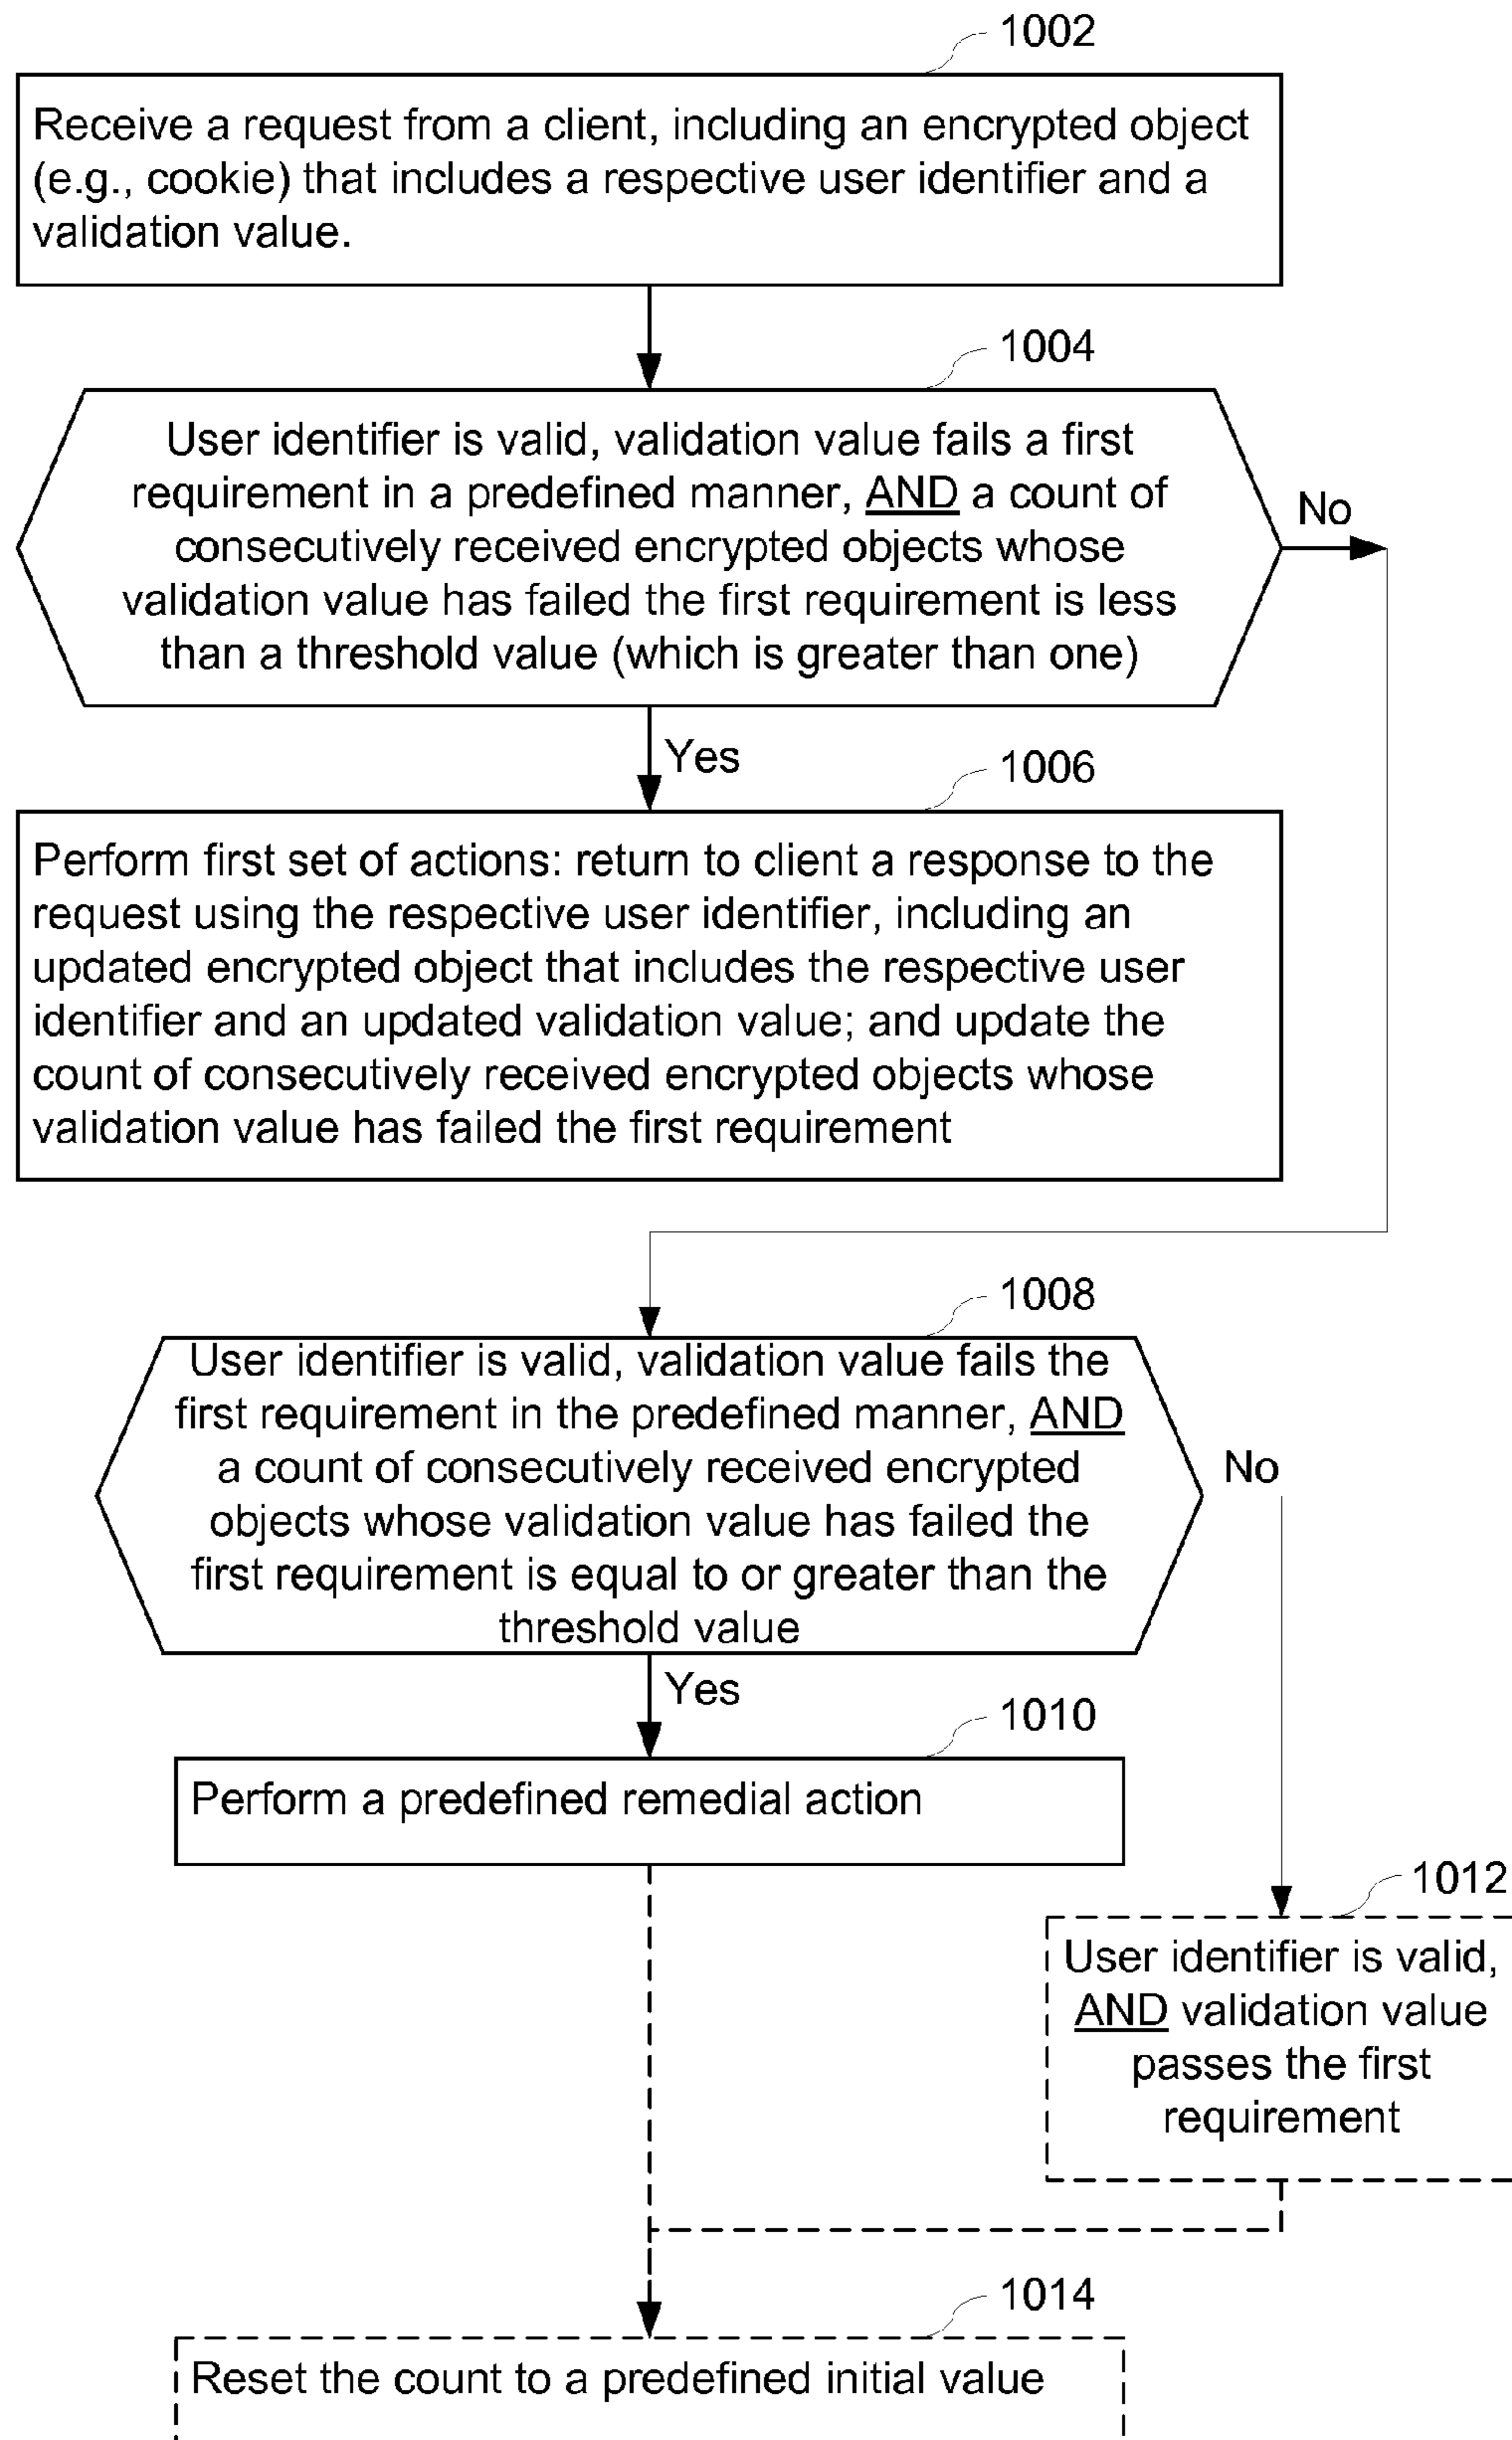 1002
Receive a request from a client, including an encrypted object
(e.g., cookie) that includes a respective user identifier and a
validation value.
1004
User identifier is valid, validation value fails a first
requirement in a predefined manner, AND a count of
consecutively received encrypted objects whose
validation value has failed the first requirement is less
than a threshold value (which is greater than one)
No
Yes
1006
Perform first set of actions: return to client a response to the
request using the respective user identifier, including an
updated encrypted object that includes the respective user
identifier and an updated validation value; and update the
count of consecutively received encrypted objects whose
validation value has failed the first requirement
1008
User identifier is valid, validation value fails the
first requirement in the predefined manner, AND
a count of consecutively received encrypted
objects whose validation value has failed the
first requirement is equal to or greater than the
threshold value
No
Yes
1010
Perform a predefined remedial action
1012
User identifier is valid,
AND validation value
passes the first
requirement
1014
Reset the count to a predefined initial value